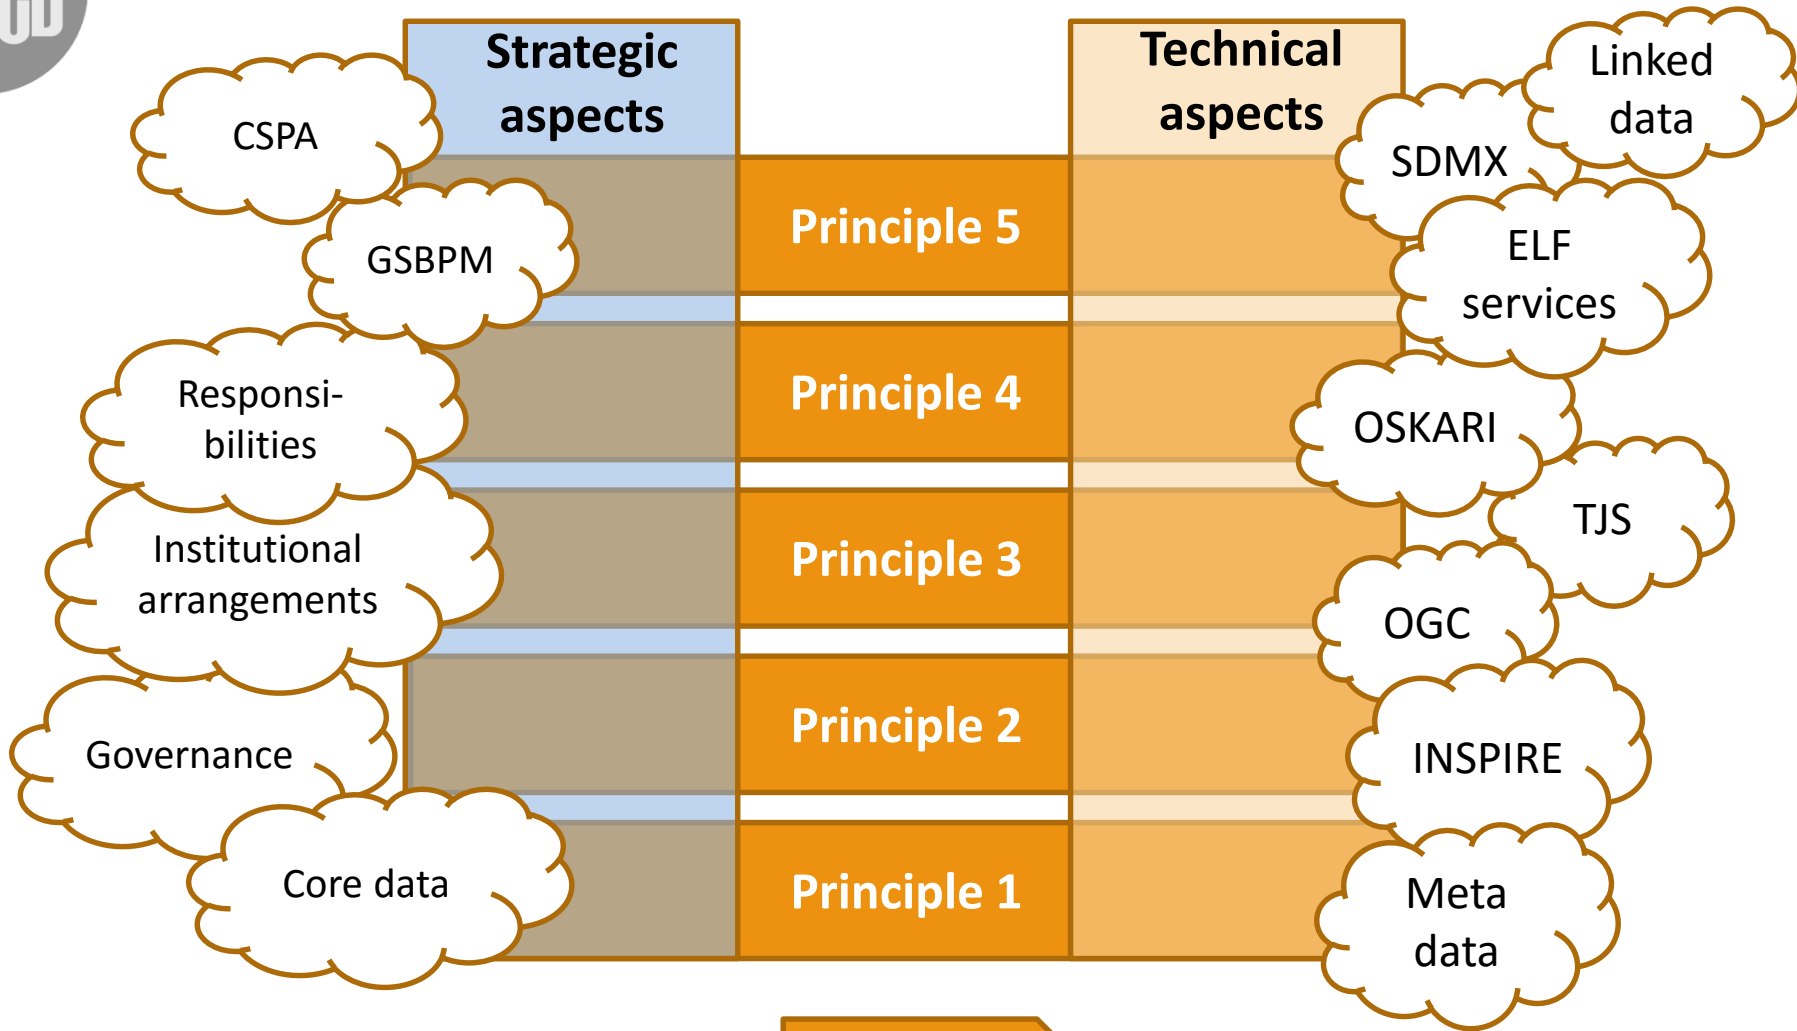 Strategic
aspects
Technical
aspects
Linked
data
CSPA
SDMX
GSBPM
Principle 5
ELF
services
Responsi-
bilities
Principle 4
OSKARI
Institutional
arrangements
Principle 3
TJS
OGC
Governance
Principle 2
INSPIRE
Core data
Principle 1
Meta
data